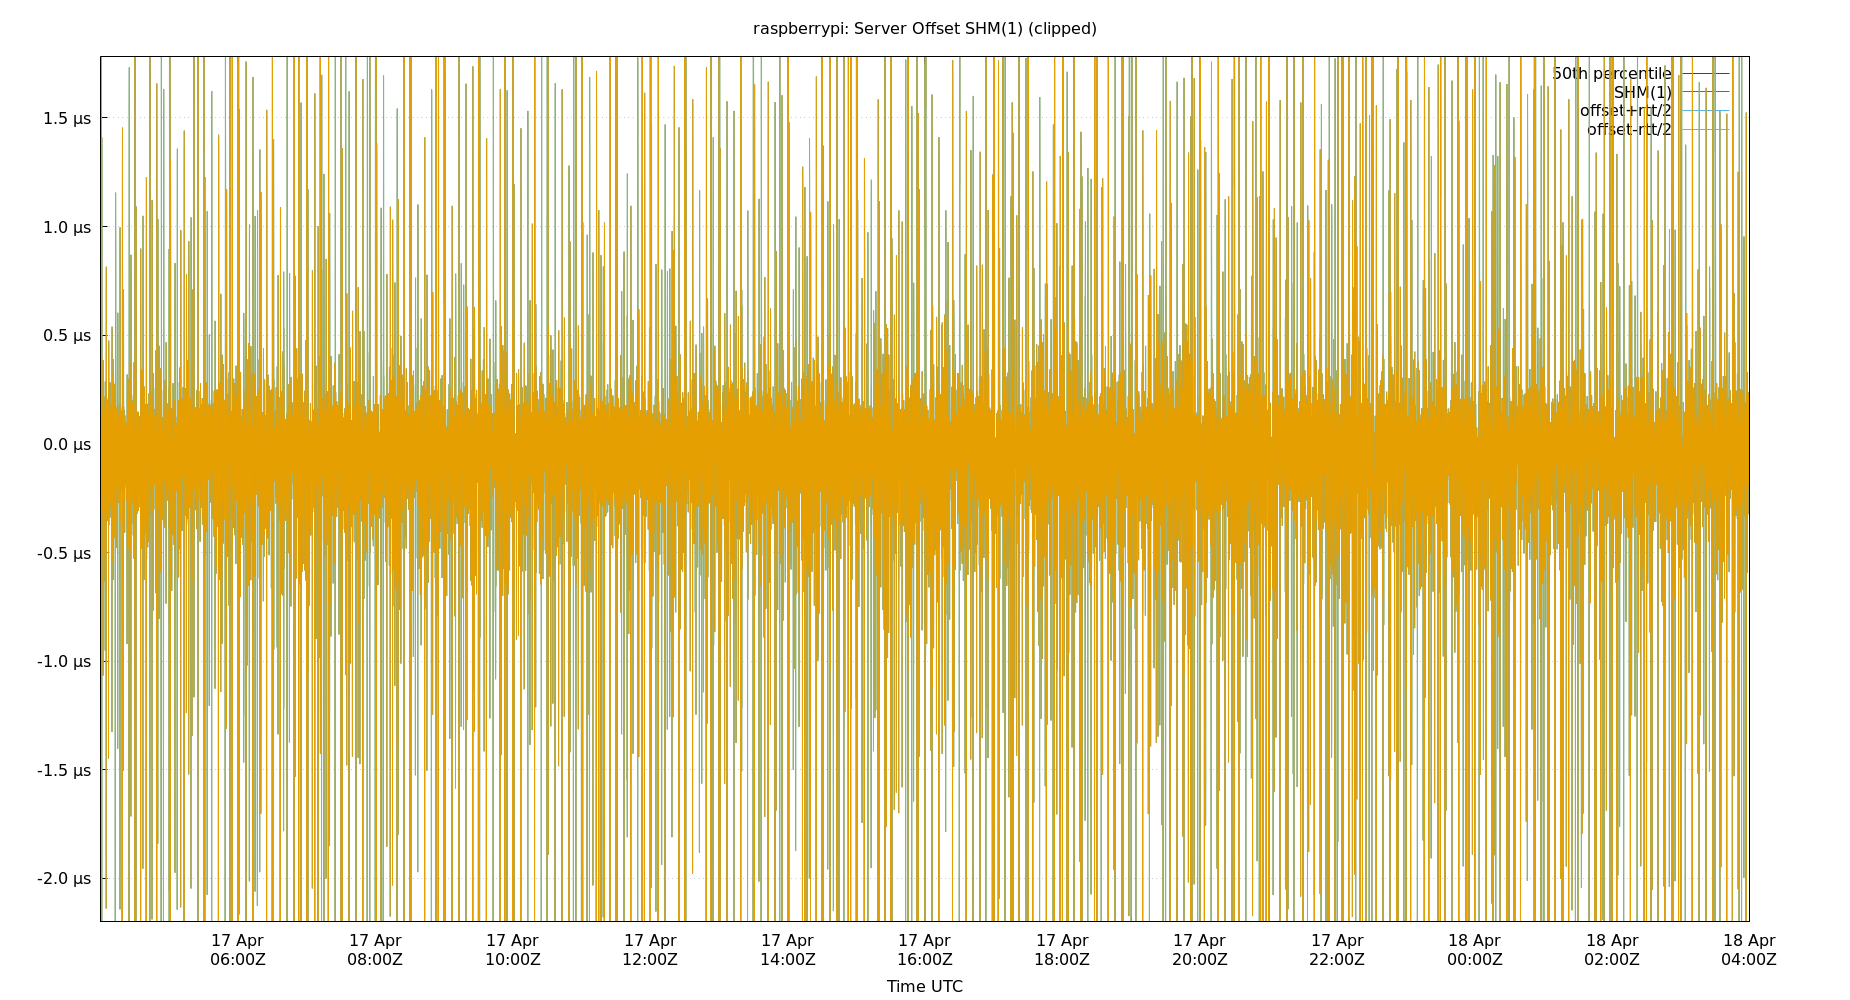 raspberrypi: Server Offset SHM(1) (clipped)
50th percentile
SHM(1)
offset+rtt/2
offset-rtt/2
1.5 µs
1.0 µs
0.5 µs
0.0 µs
-0.5 µs
-1.0 µs
-1.5 µs
-2.0 µs
17 Apr 17 Apr 17 Apr 17 Apr 17 Apr 17 Apr 17 Apr 17 Apr 17 Apr 18 Apr 18 Apr 18 Apr
06:00Z 08:00Z 10:00Z 12:00Z 14:00Z 16:00Z 18:00Z 20:00Z 22:00Z 00:00Z 02:00Z 04:00Z
Time UTC